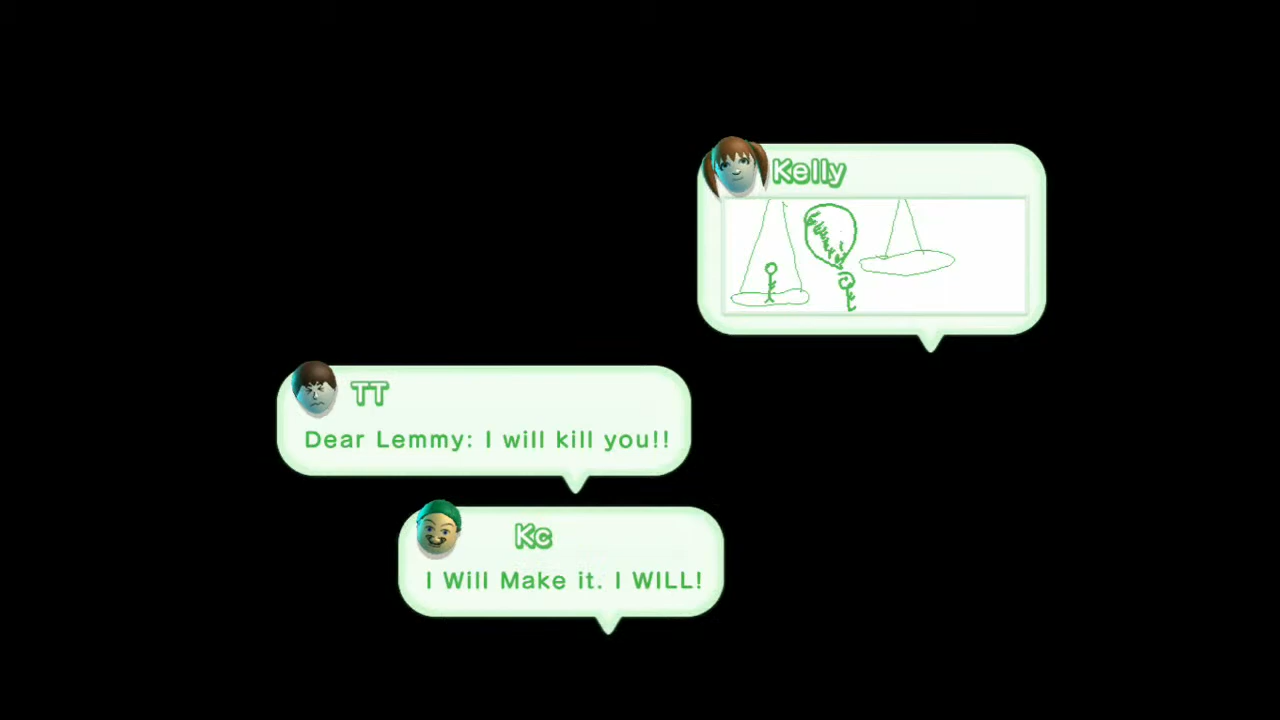 Kelly
TT
Dear Lemmy: I will kill you!!
Kc
I Will Make it. I WILL!